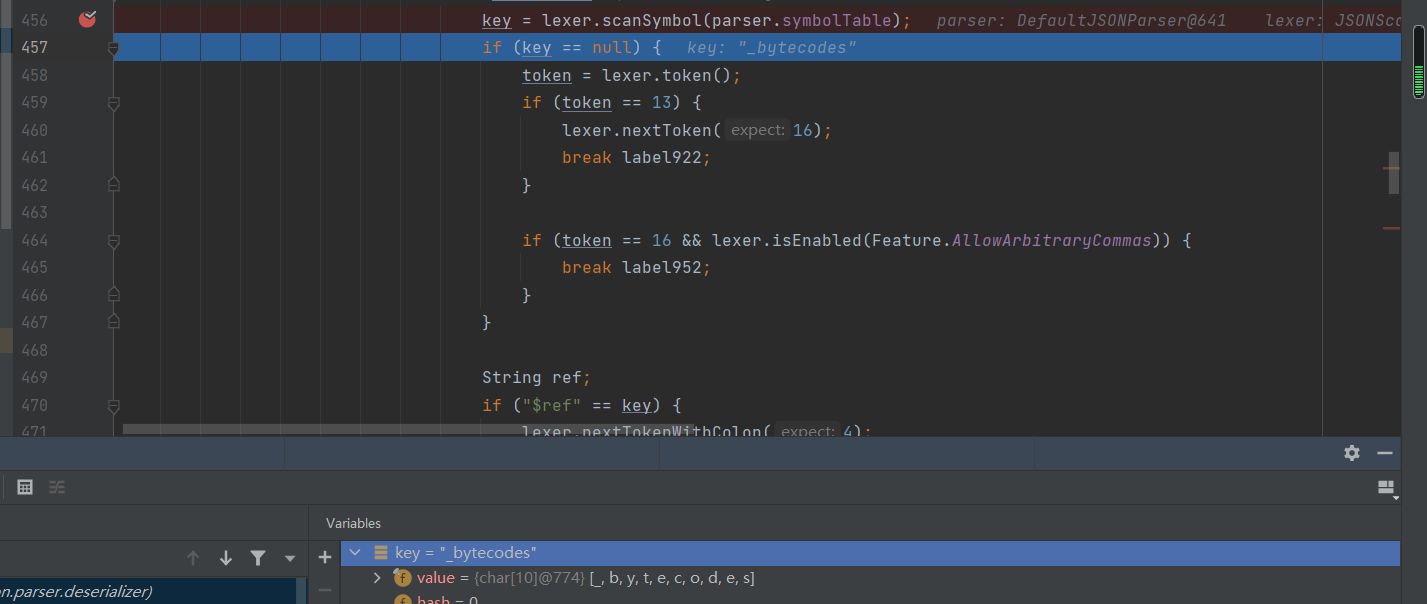 456 key = lexer.scanSymbol(parser.symbolTable); parser: DefaultJSONParser@641 lexer: JSONSc
457 if (key == null) { key: "_bytecodes"
458 token = lexer.token();
459 if (token == 13) {
460 lexer.nextToken( expect: 16);
461 break label922;
462 }
463
464 if (token == 16 && lexer.isEnabled(Feature.AllowArbitraryCommas)) {
465 break label952;
466 }
467 }
468
469 String ref;
470 if ("$ref" == key) {
471 lexer.nextTokenWithColon( expect: 4);
Variables
key = "_bytecodes"
value = {char[10]@774} [_, b, y, t, e, c, o, d, e, s]
n.parser.deserializer)
hash = 0